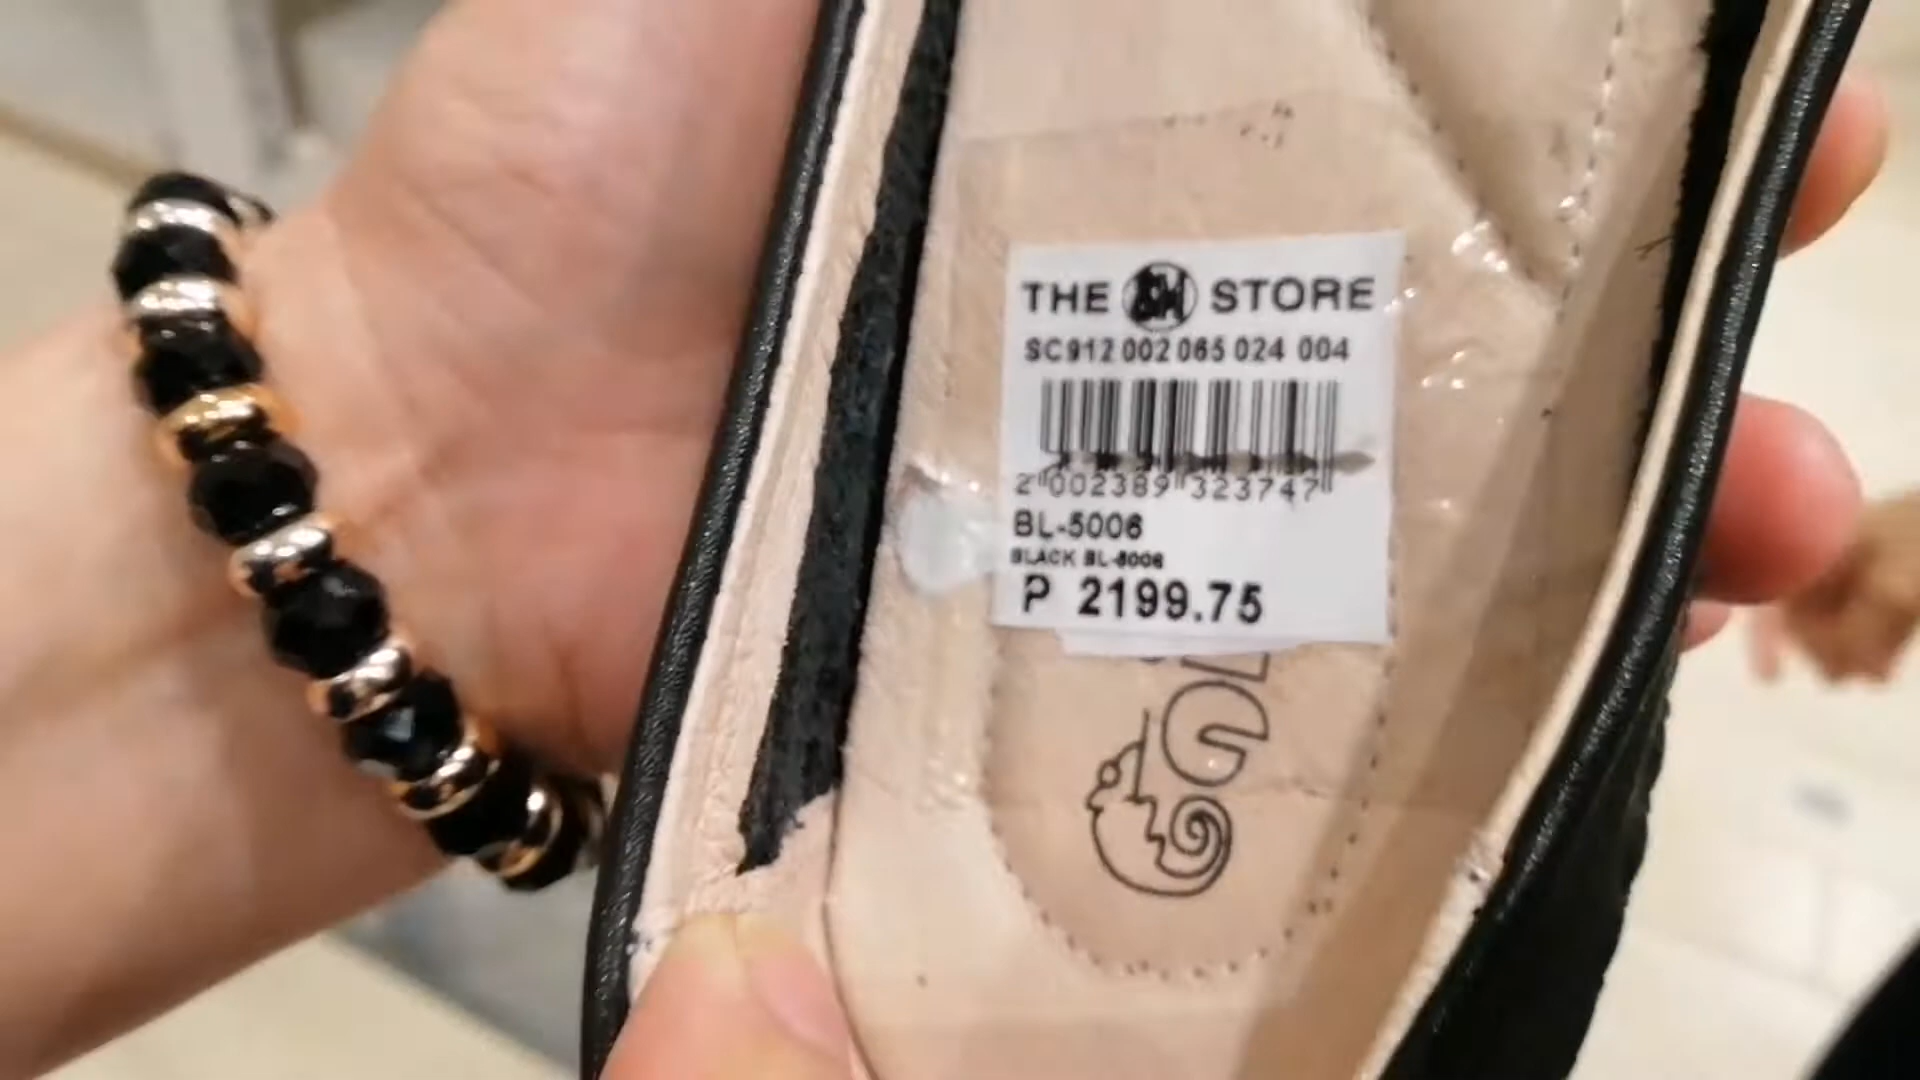 THE SM STORE
SC912 002 065 024 004
2 002389 323747
BL-5006
BLACK BL-5006
P 2199.75